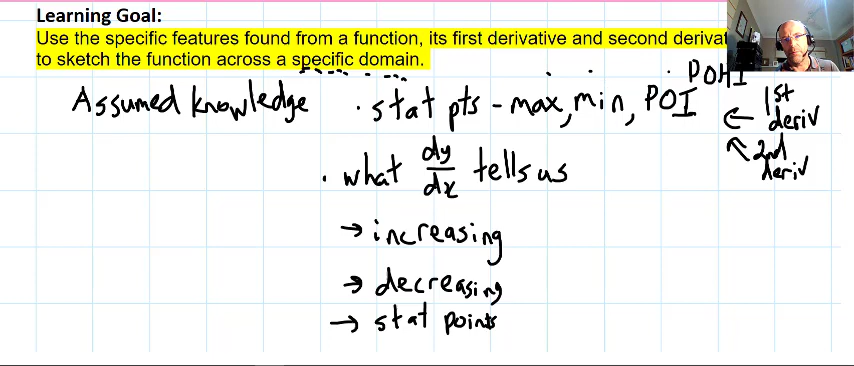 Learning Goal:
Use the specific features found from a function, its first derivative and second derivat
to sketch the function across a specific domain.
POHI
Assumed knowledge · stat pts - max, min, POI ← 1st deriv
↖ 2nd deriv
· what dy/dx tells us
→ increasing
→ decreasing
→ stat points